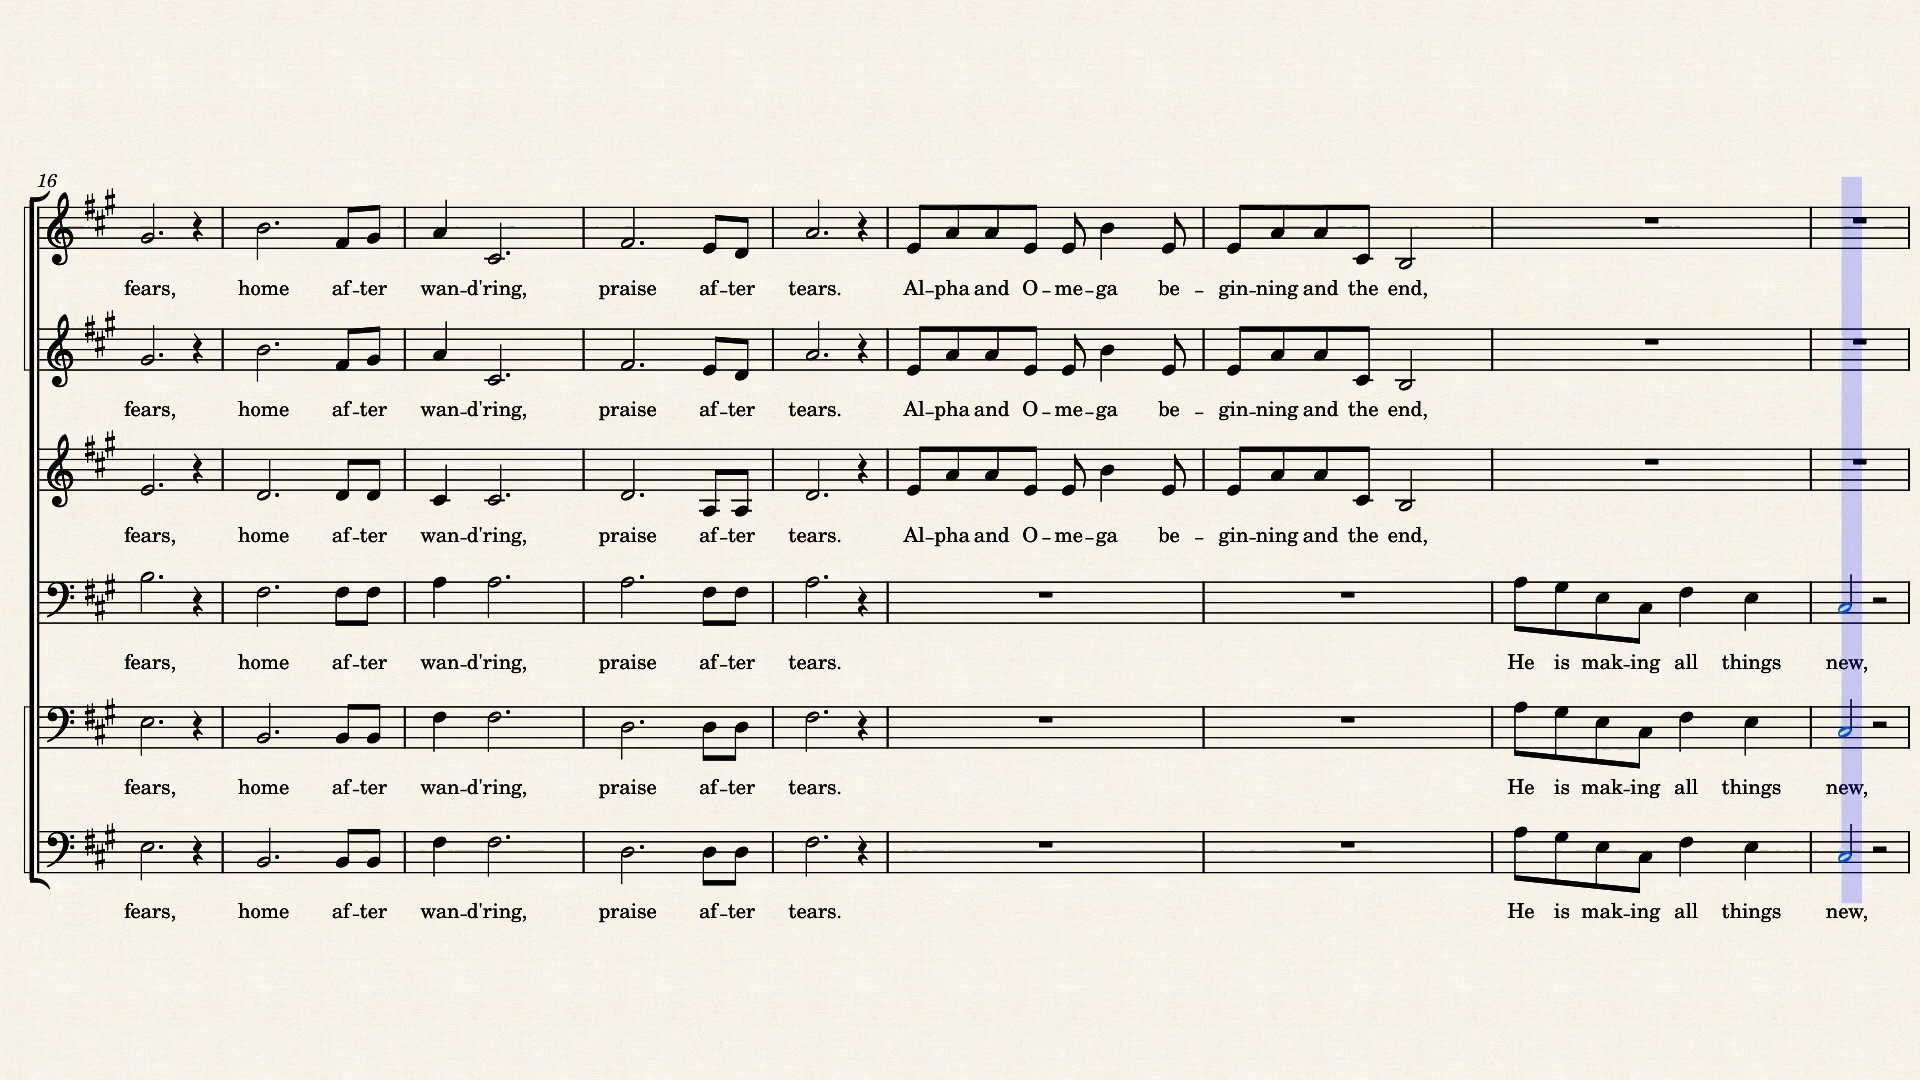 16
fears, home af-ter wan-d'ring, praise af-ter tears. Al-pha and O-me-ga be-gin-ning and the end,
fears, home af-ter wan-d'ring, praise af-ter tears. Al-pha and O-me-ga be-gin-ning and the end,
fears, home af-ter wan-d'ring, praise af-ter tears. Al-pha and O-me-ga be-gin-ning and the end,
fears, home af-ter wan-d'ring, praise af-ter tears. He is mak-ing all things new,
fears, home af-ter wan-d'ring, praise af-ter tears. He is mak-ing all things new,
fears, home af-ter wan-d'ring, praise af-ter tears. He is mak-ing all things new,